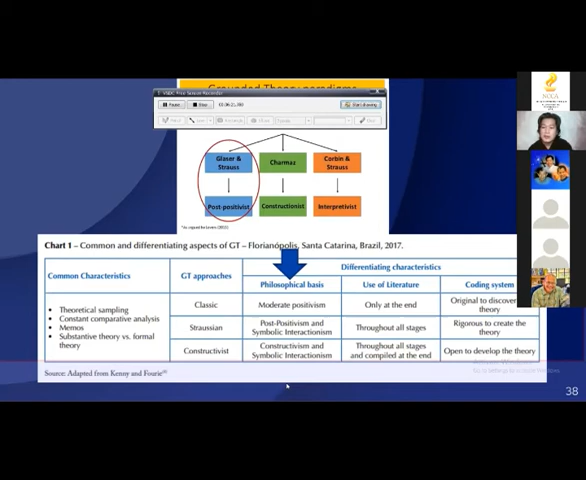 Grounded Theory paradigms
VSDC Free Screen Recorder
Pause
Stop
Start drawing
Glaser & Strauss
Charmaz
Corbin & Strauss
Post-positivist
Constructionist
Interpretivist
NCCA
Chart 1 – Common and differentiating aspects of GT – Florianópolis, Santa Catarina, Brazil, 2017.
Common Characteristics
GT approaches
Differentiating characteristics
Philosophical basis
Use of Literature
Coding system
▪ Theoretical sampling
▪ Constant comparative analysis
▪ Memos
▪ Substantive theory vs. formal
theory
Classic
Moderate positivism
Only at the end
Original to discover
theory
Straussian
Post-Positivism and
Symbolic Interactionism
Throughout all stages
Rigorous to create the
theory
Constructivist
Constructivism and
Symbolic Interactionism
Throughout all stages
and compiled at the end
Open to develop the theory
Source: Adapted from Kenny and Fourie
38